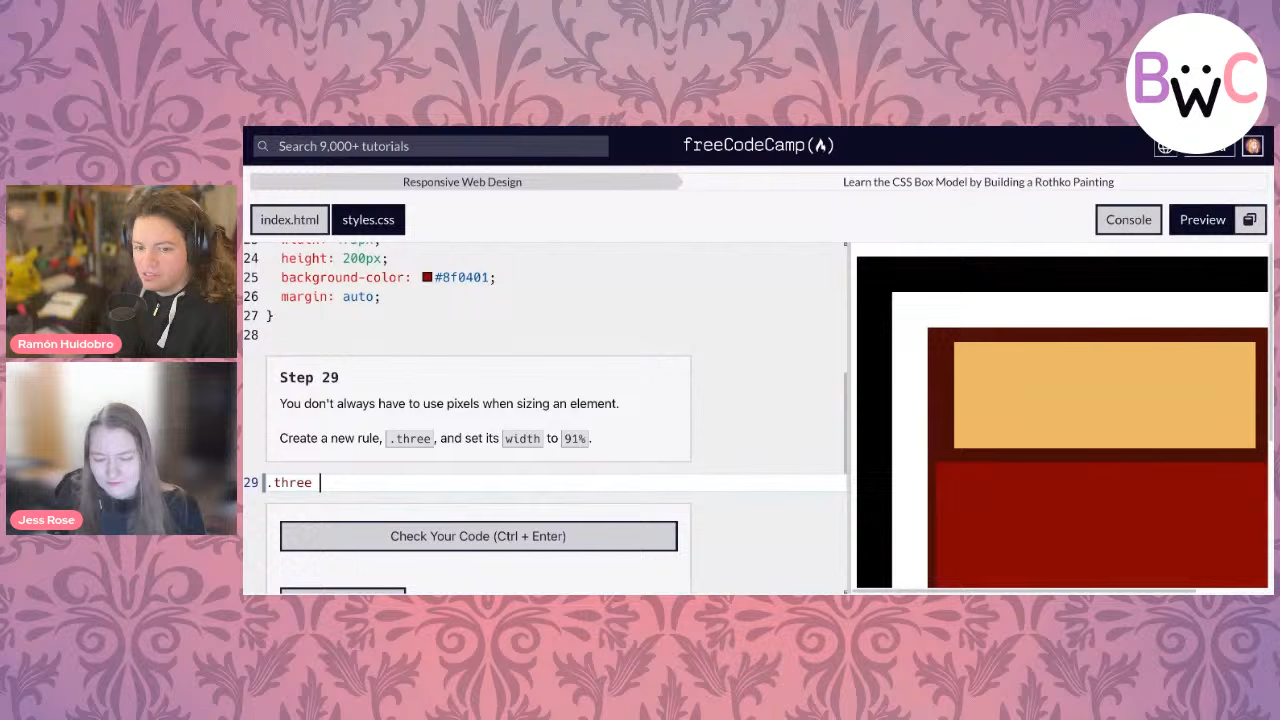 BwC
Search 9,000+ tutorials
freeCodeCamp(🔥)
Responsive Web Design
Learn the CSS Box Model by Building a Rothko Painting
index.html
styles.css
Console
Preview
24 height: 200px;
25 background-color: #8f0401;
26 margin: auto;
27 }
28
Step 29
You don't always have to use pixels when sizing an element.
Create a new rule, .three, and set its width to 91%.
29 .three
Check Your Code (Ctrl + Enter)
Ramón Huidobro
Jess Rose